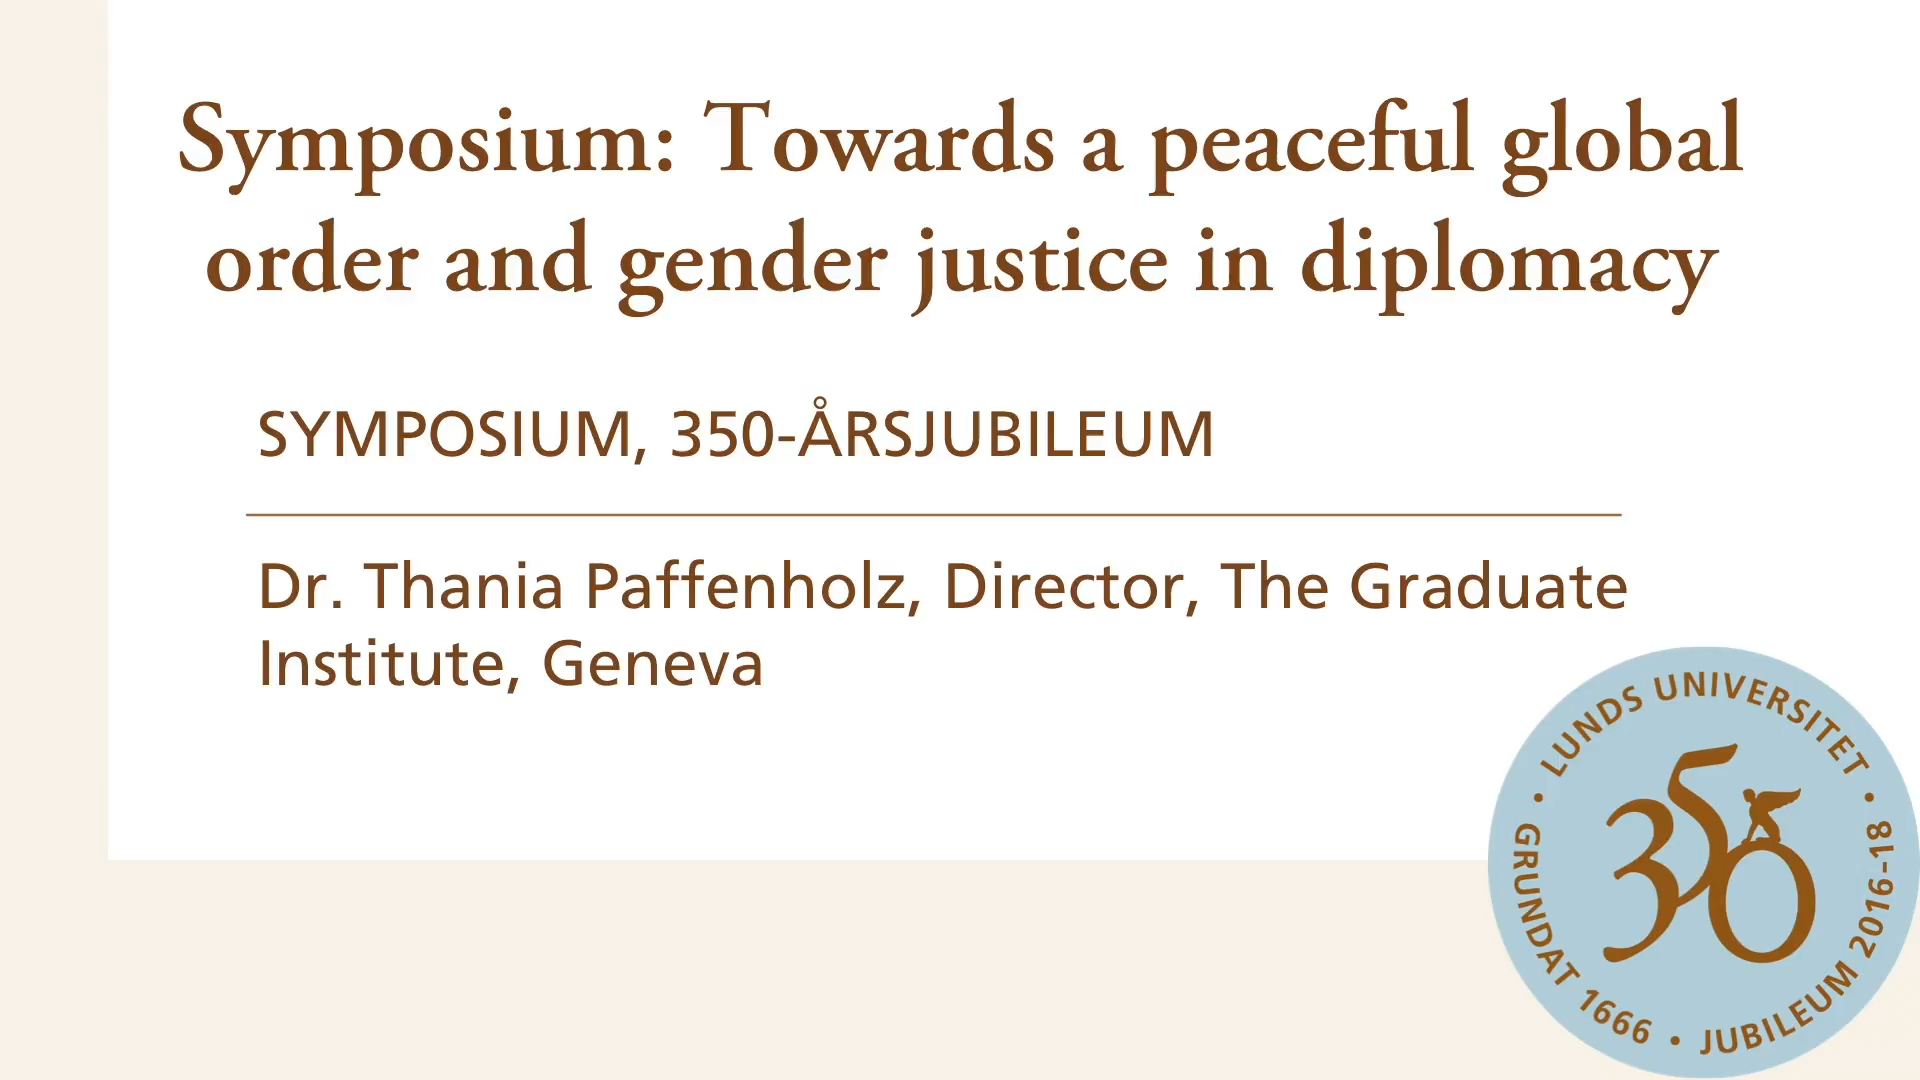 Symposium: Towards a peaceful global
order and gender justice in diplomacy
SYMPOSIUM, 350-ÅRSJUBILEUM
Dr. Thania Paffenholz, Director, The Graduate
Institute, Geneva
• LUNDS UNIVERSITET •
GRUNDAT 1666 • JUBILEUM 2016-18
350